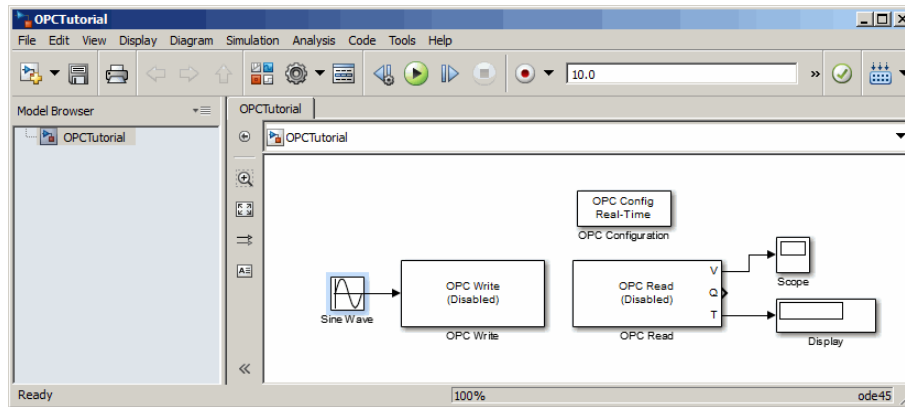 OPCTutorial
File Edit View Display Diagram Simulation Analysis Code Tools Help
10.0
»
Model Browser
OPCTutorial
OPCTutorial
OPCTutorial
OPC Config
Real-Time
OPC Configuration
OPC Write
(Disabled)
OPC Read
(Disabled)
V
Q
T
Scope
Sine Wave
OPC Write
OPC Read
Display
Ready
100%
ode45